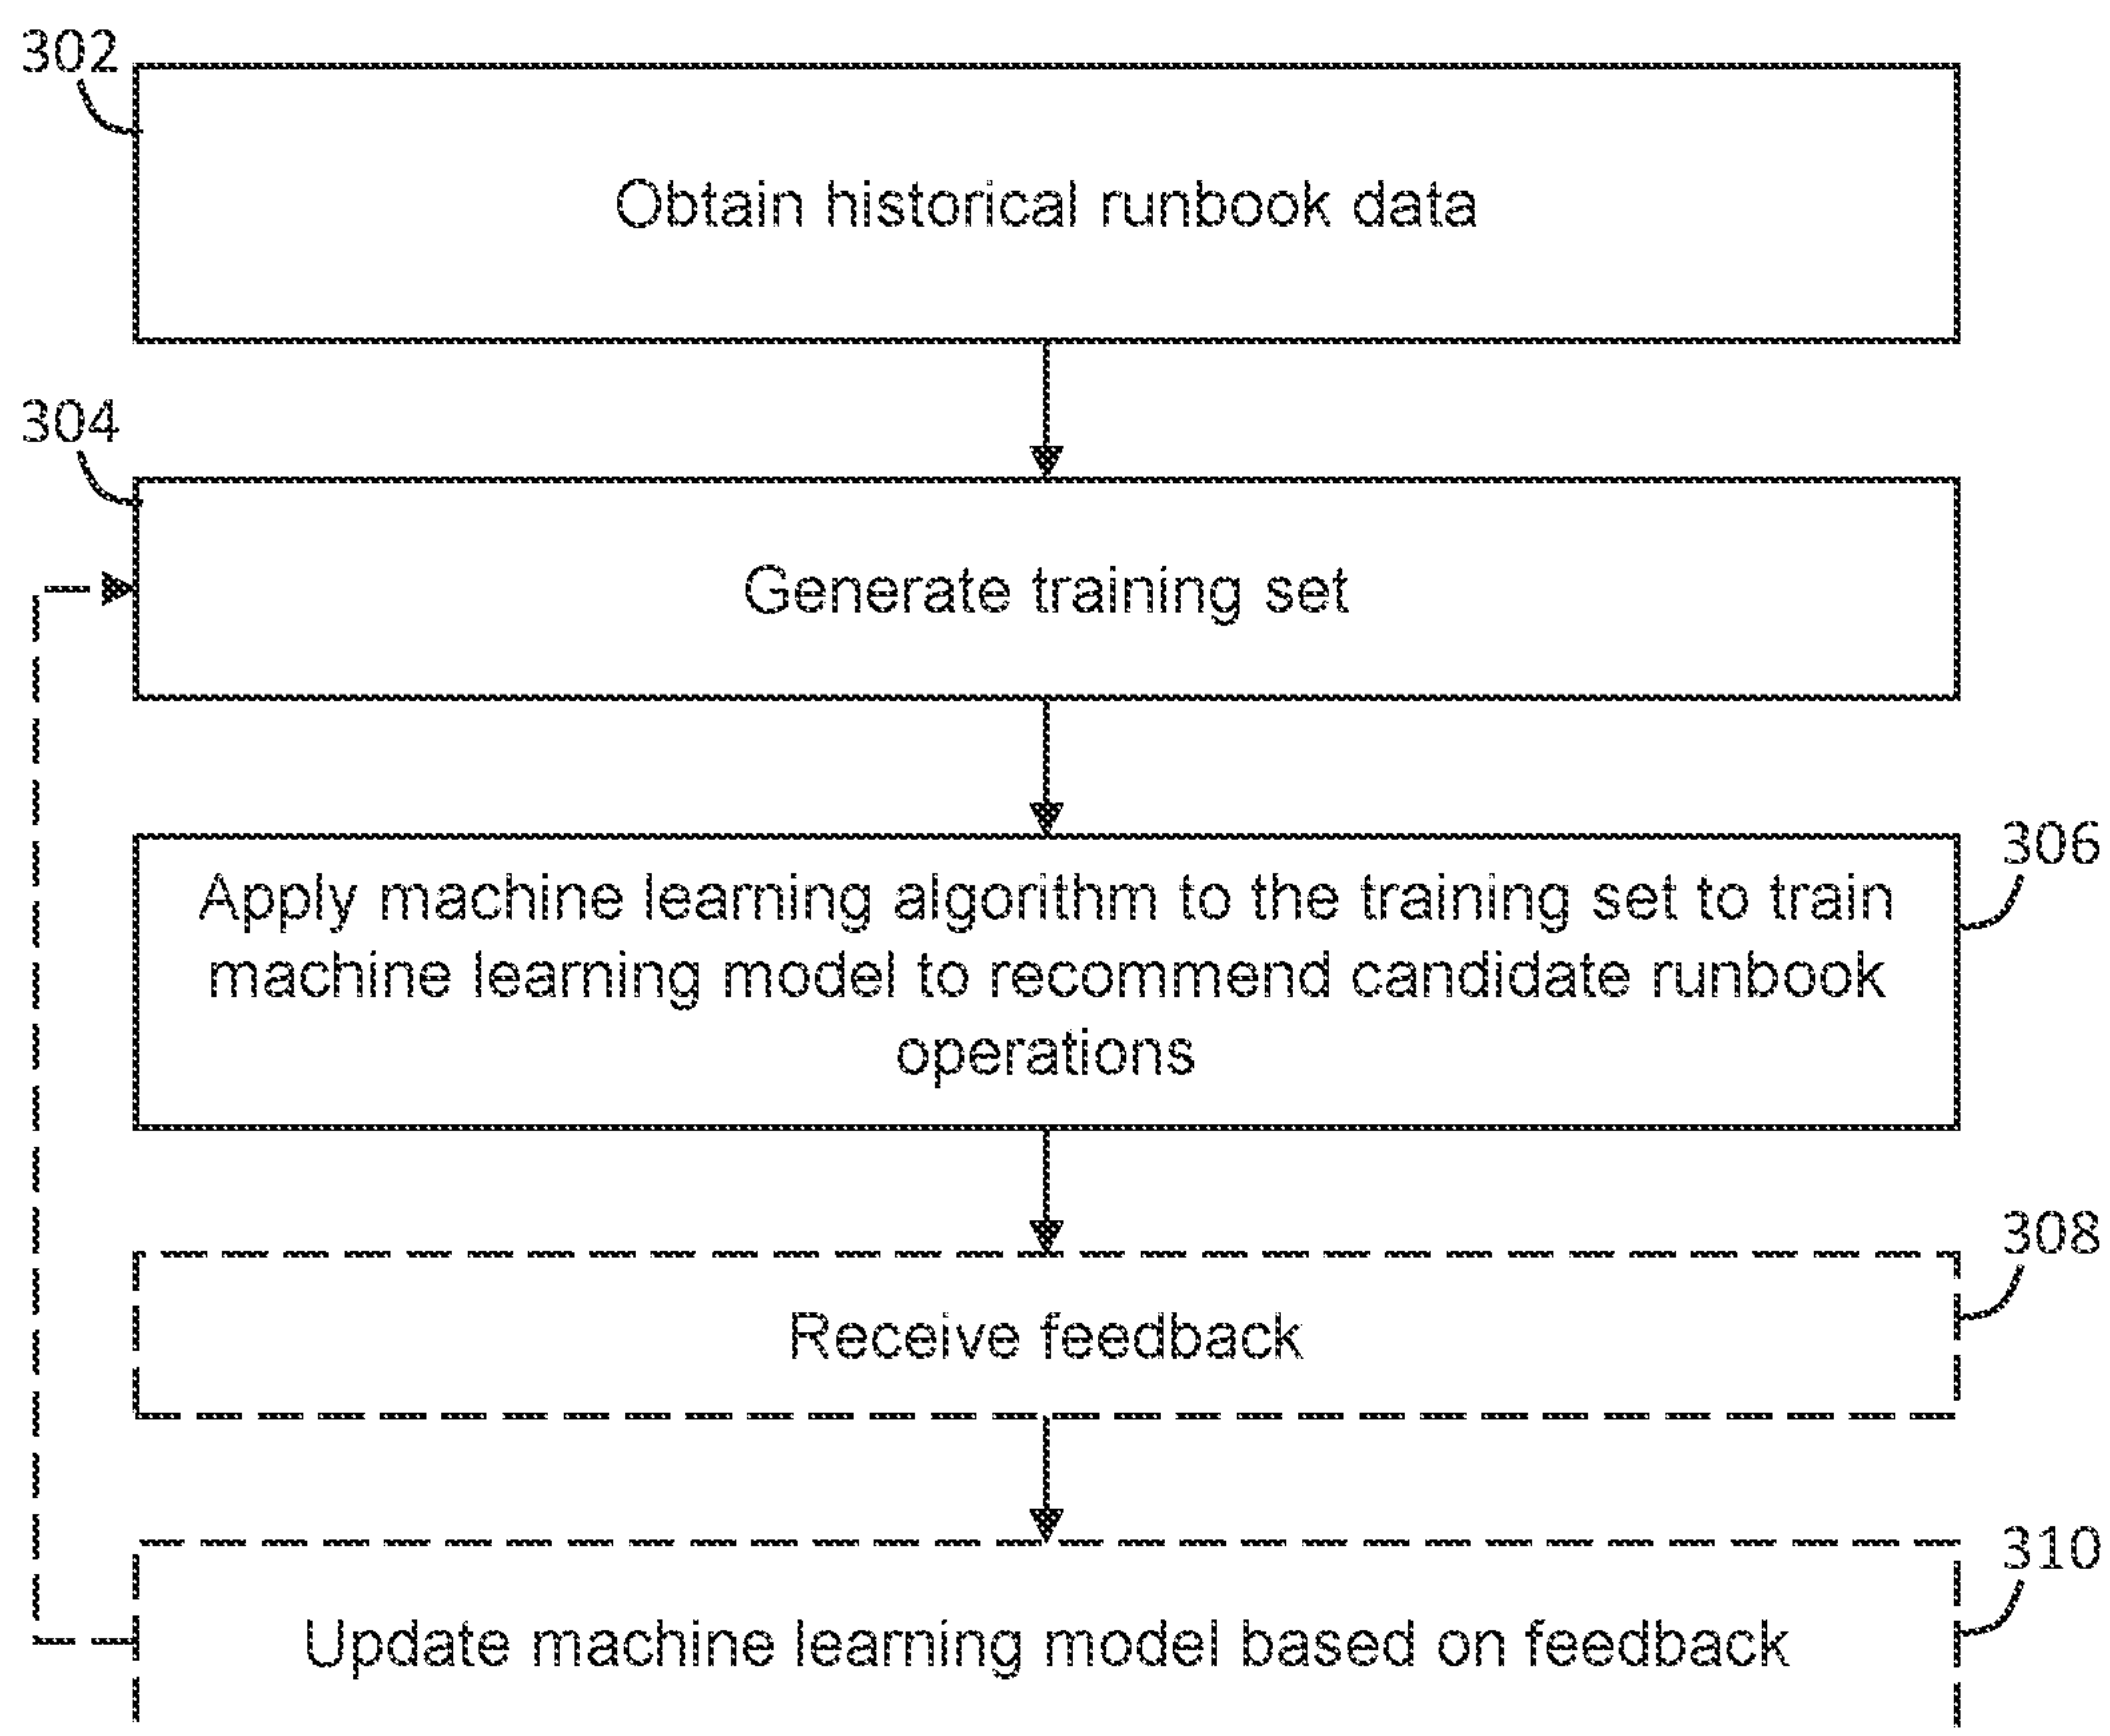 302
Obtain historical runbook data
304
Generate training set
306
Apply machine learning algorithm to the training set to train
machine learning model to recommend candidate runbook
operations
308
Receive feedback
310
Update machine learning model based on feedback